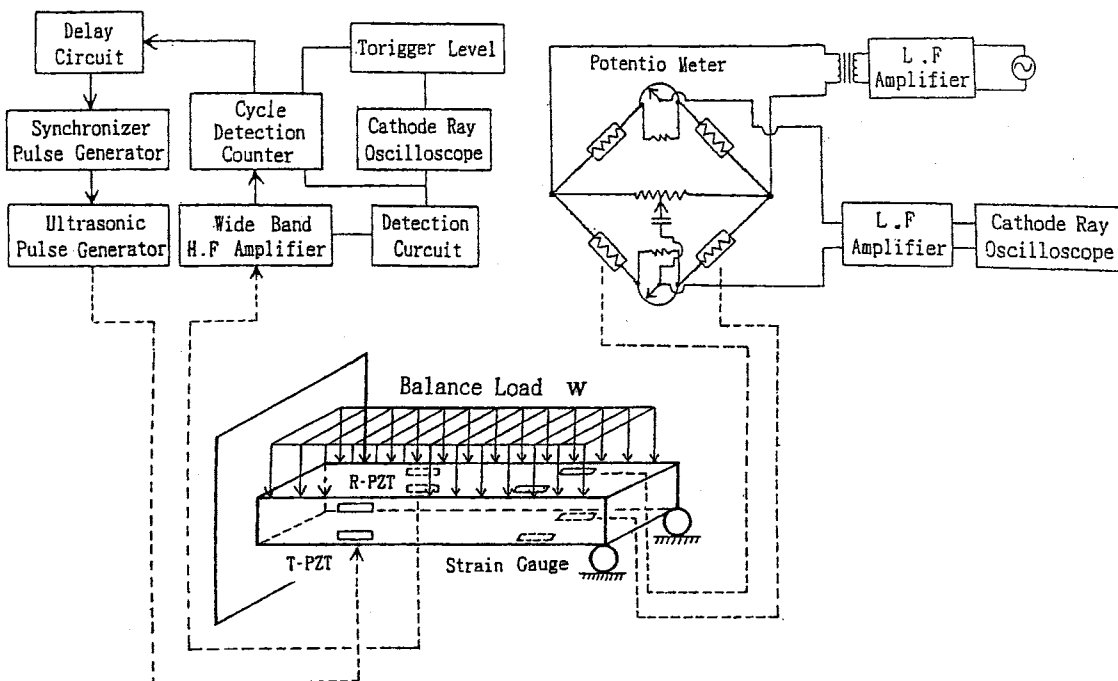 Delay
Circuit
Torigger Level
Synchronizer
Pulse Generator
Cycle
Detection
Counter
Cathode Ray
Oscilloscope
Ultrasonic
Pulse Generator
Wide Band
H.F Amplifier
Detection
Curcuit
Potentio Meter
L .F
Amplifier
L .F
Amplifier
Cathode Ray
Oscilloscope
Balance Load W
R-PZT
T-PZT
Strain Gauge